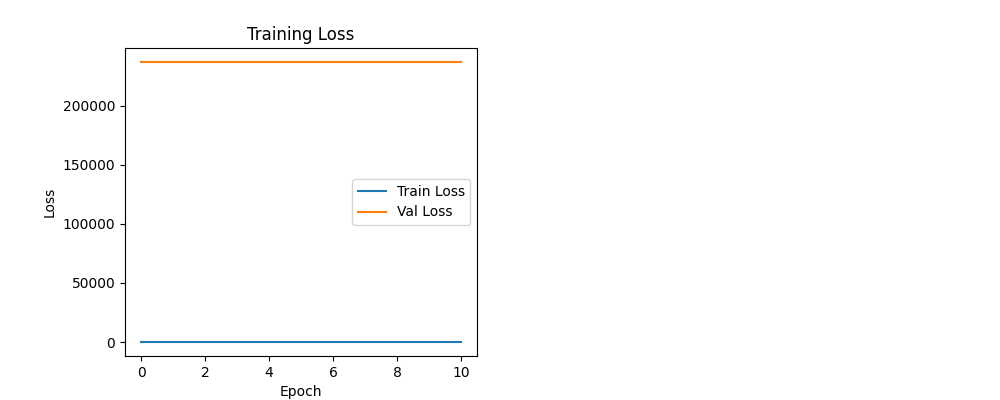 Training Loss
200000
150000
100000
50000
0
Loss
Train Loss
Val Loss
0 2 4 6 8 10
Epoch